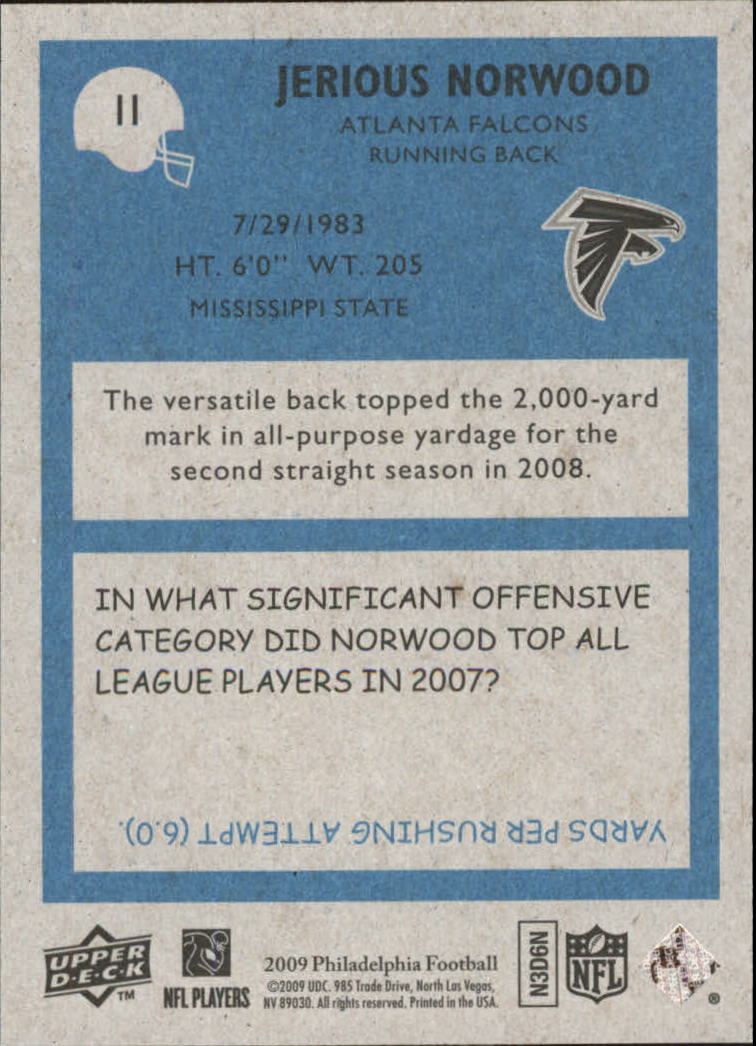 11
JERIOUS NORWOOD
ATLANTA FALCONS
RUNNING BACK
7/29/1983
HT. 6'0" WT. 205
MISSISSIPPI STATE
The versatile back topped the 2,000-yard
mark in all-purpose yardage for the
second straight season in 2008.
IN WHAT SIGNIFICANT OFFENSIVE
CATEGORY DID NORWOOD TOP ALL
LEAGUE PLAYERS IN 2007?
YARDS PER RUSHING ATTEMPT (6.0).
UPPER
D·E·C·K
TM
NFL PLAYERS
2009 Philadelphia Football
©2009 UDC. 985 Trade Drive, North Las Vegas,
NV 89030. All rights reserved. Printed in the USA.
N3D6N
NFL
®